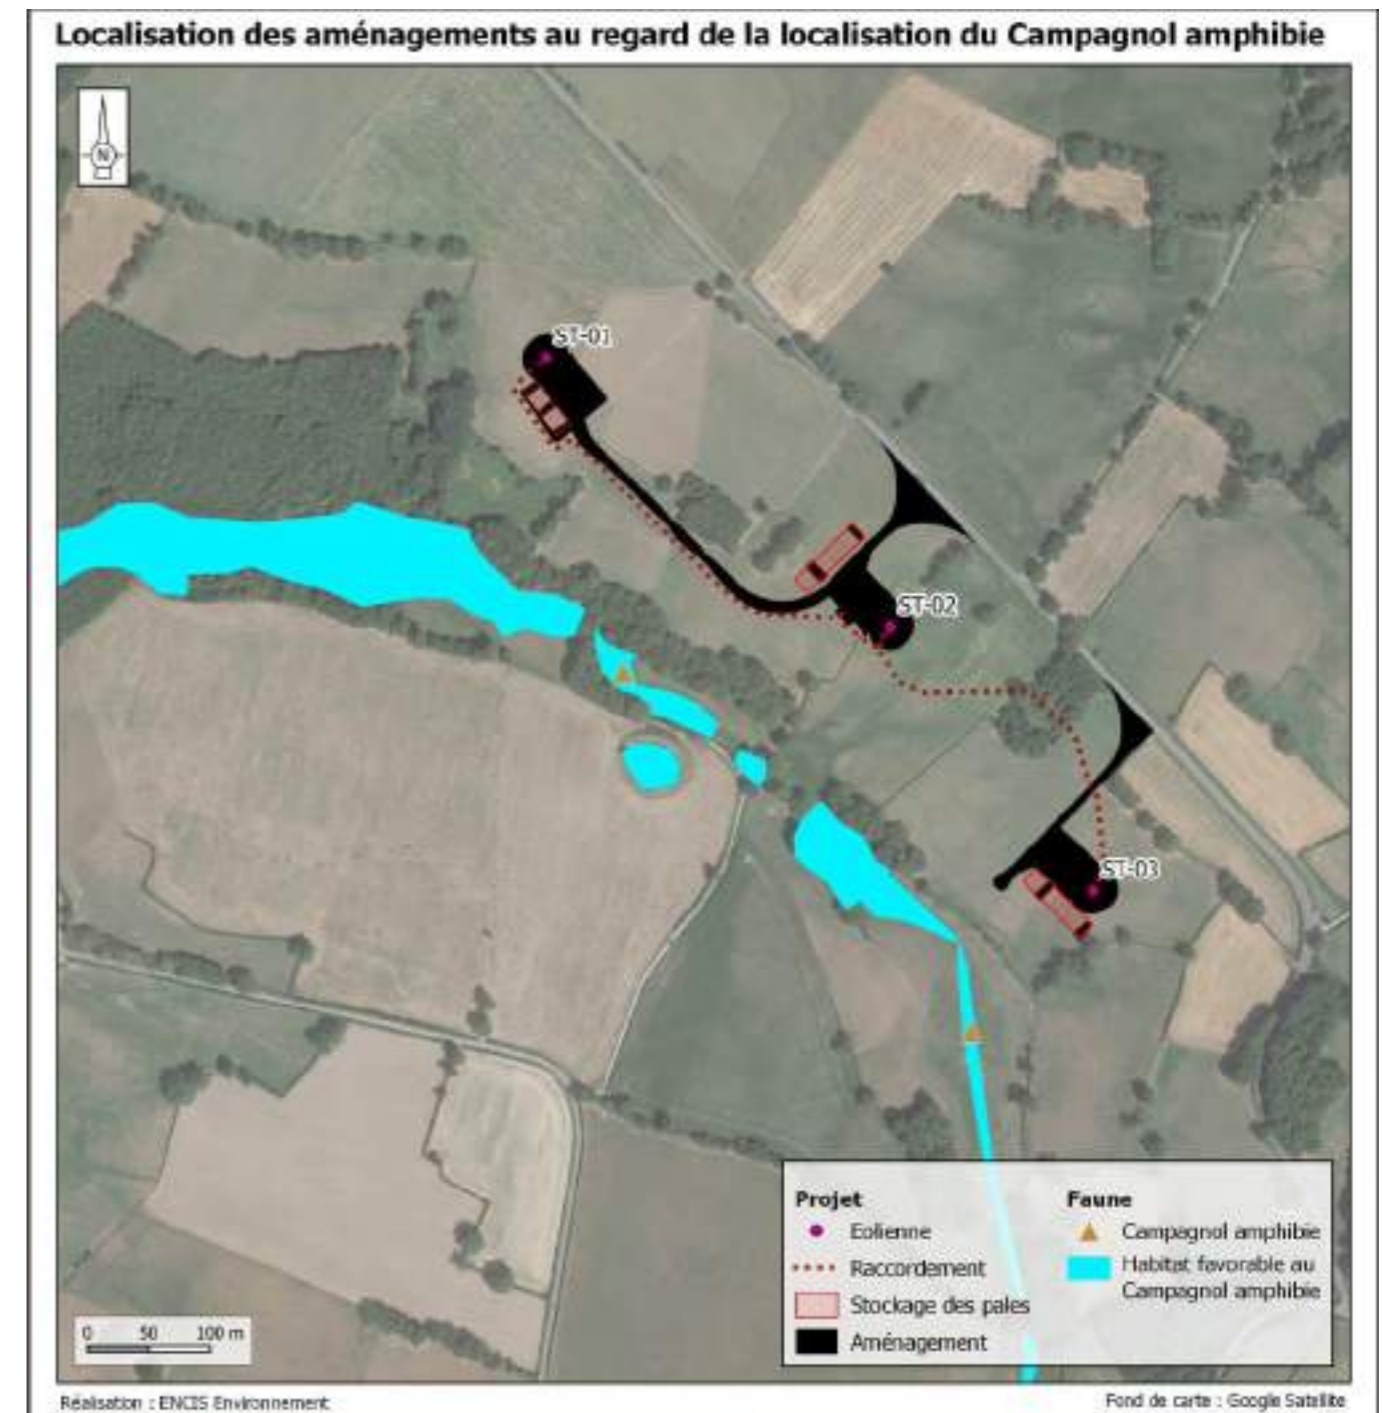 Localisation des aménagements au regard de la localisation du Campagnol amphibie
N
ST-01
ST-02
ST-03
Projet
Eolienne
Raccordement
Stockage des pales
Aménagement
Faune
Campagnol amphibie
Habitat favorable au
Campagnol amphibie
0 50 100 m
Réalisation : ENCIS Environnement
Fond de carte : Google Satellite